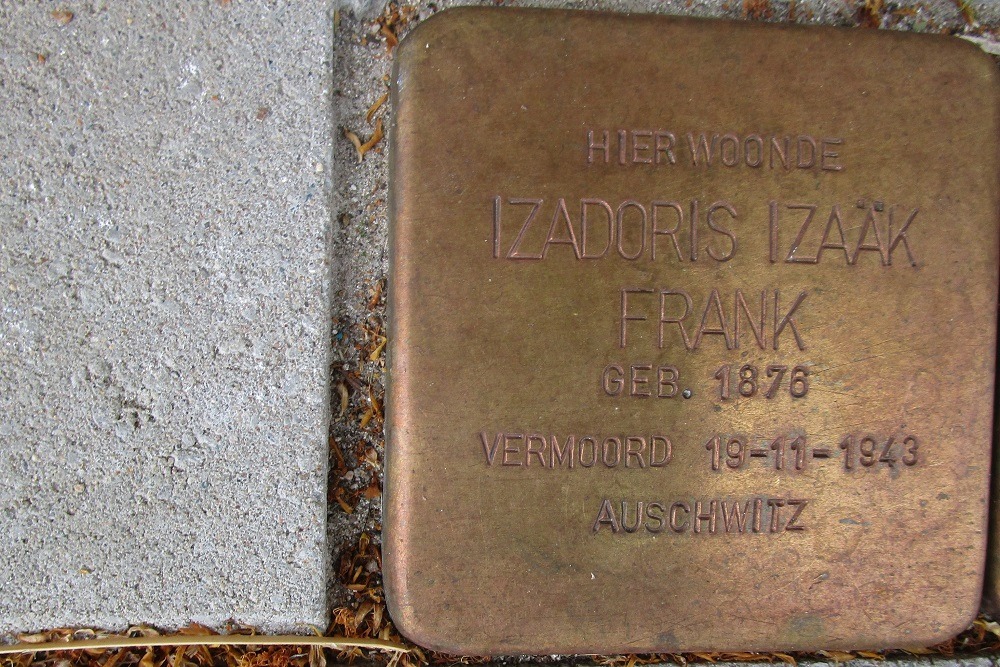 HIER WOONDE
IZADORIS IZAÄK
FRANK
GEB. 1876
VERMOORD 19-11-1943
AUSCHWITZ